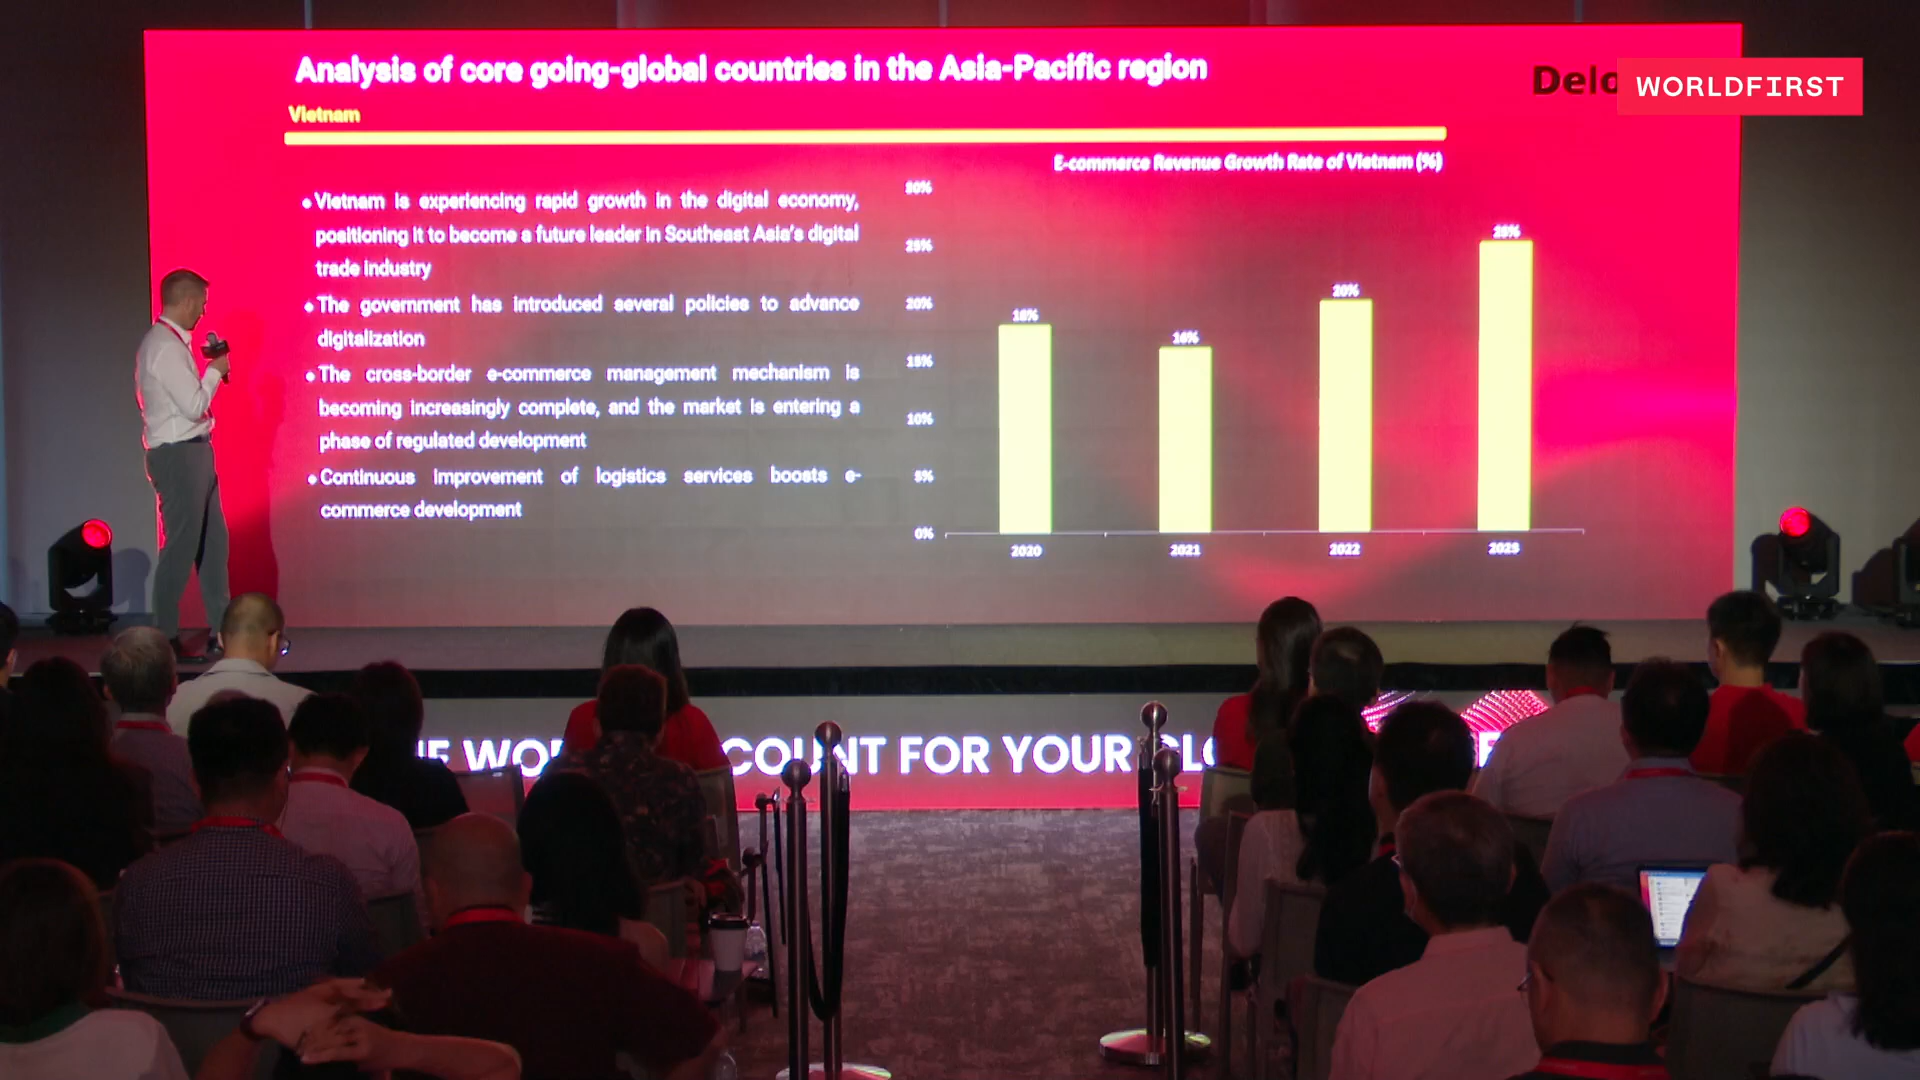 Analysis of core going-global countries in the Asia-Pacific region
Delo
WORLDFIRST
Vietnam
E-commerce Revenue Growth Rate of Vietnam (%)
• Vietnam is experiencing rapid growth in the digital economy,
positioning it to become a future leader in Southeast Asia's digital
trade industry
• The government has introduced several policies to advance
digitalization
• The cross-border e-commerce management mechanism is
becoming increasingly complete, and the market is entering a
phase of regulated development
• Continuous improvement of logistics services boosts e-
commerce development
30%
25%
20%
15%
10%
5%
0%
18%
16%
20%
25%
2020
2021
2022
2023
COUNT FOR YOUR